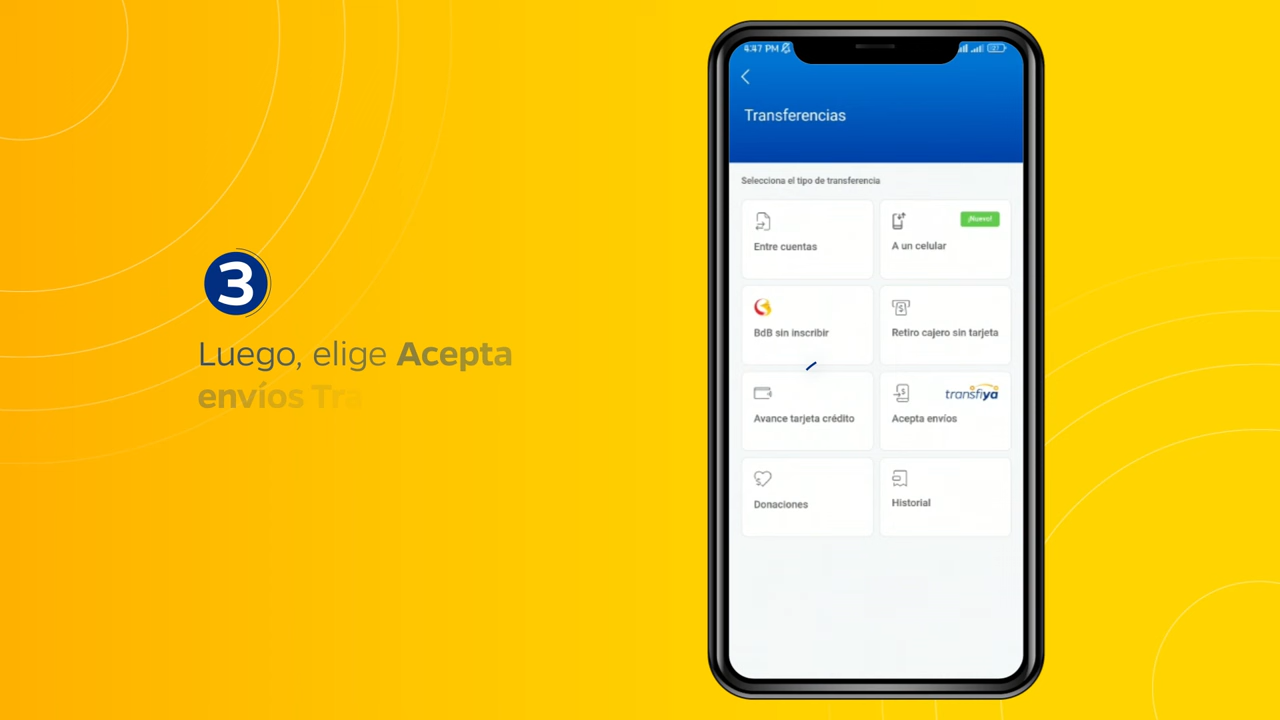 3
Luego, elige Acepta
envíos Tra
4:47 PM
Transferencias
Selecciona el tipo de transferencia
Entre cuentas
A un celular
¡Nuevo!
BdB sin inscribir
Retiro cajero sin tarjeta
Avance tarjeta crédito
transfiya
Acepta envíos
Donaciones
Historial